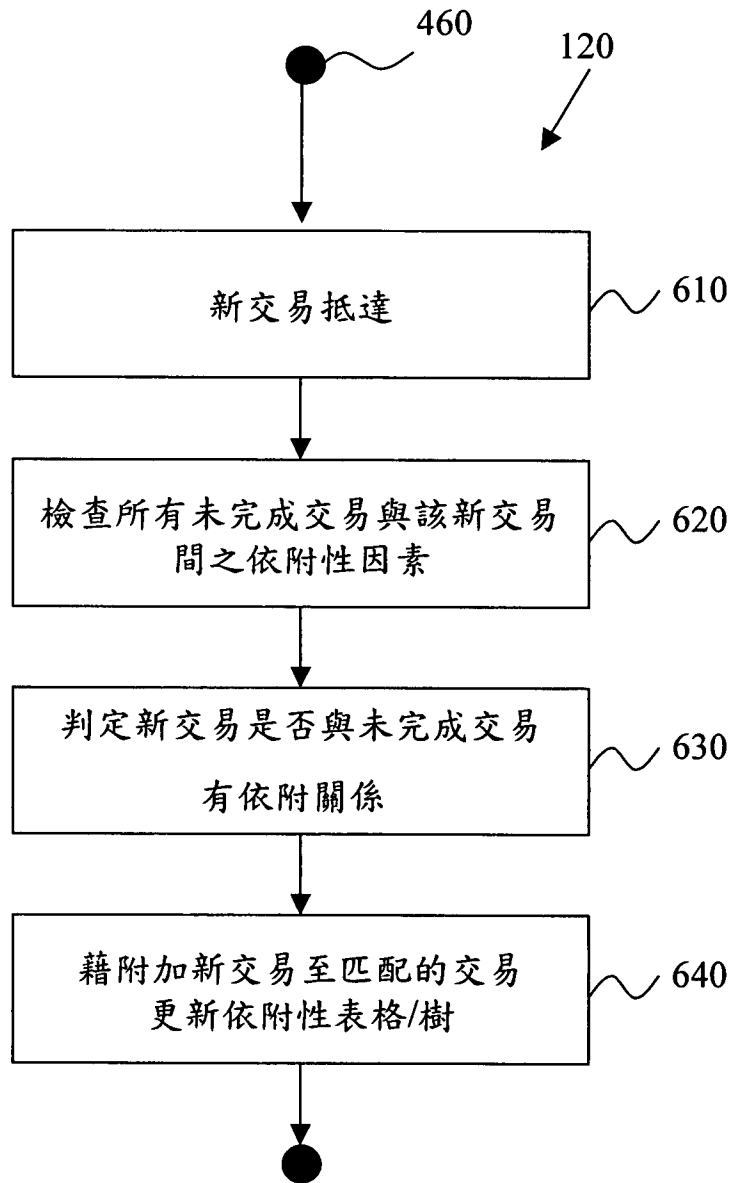 460
120
新交易抵達
610
檢查所有未完成交易與該新交易
間之依附性因素
620
判定新交易是否與未完成交易
有依附關係
630
藉附加新交易至匹配的交易
更新依附性表格/樹
640